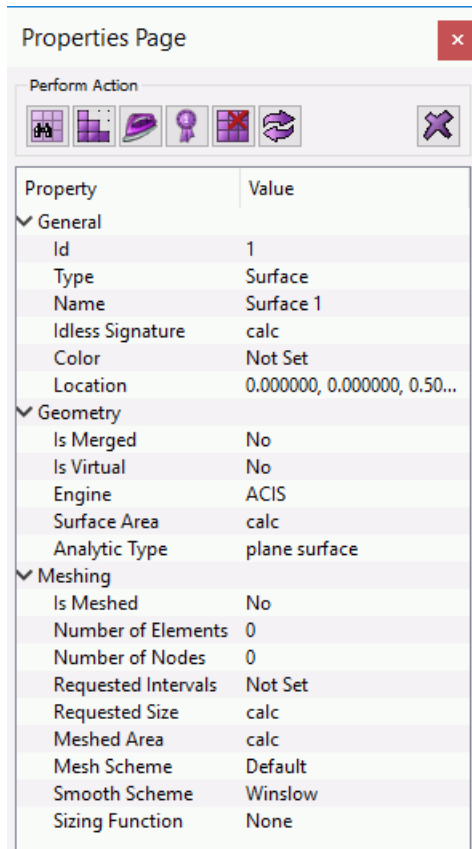 Properties Page
Perform Action
Property Value
General
Id 1
Type Surface
Name Surface 1
Idless Signature calc
Color Not Set
Location 0.000000, 0.000000, 0.50...
Geometry
Is Merged No
Is Virtual No
Engine ACIS
Surface Area calc
Analytic Type plane surface
Meshing
Is Meshed No
Number of Elements 0
Number of Nodes 0
Requested Intervals Not Set
Requested Size calc
Meshed Area calc
Mesh Scheme Default
Smooth Scheme Winslow
Sizing Function None